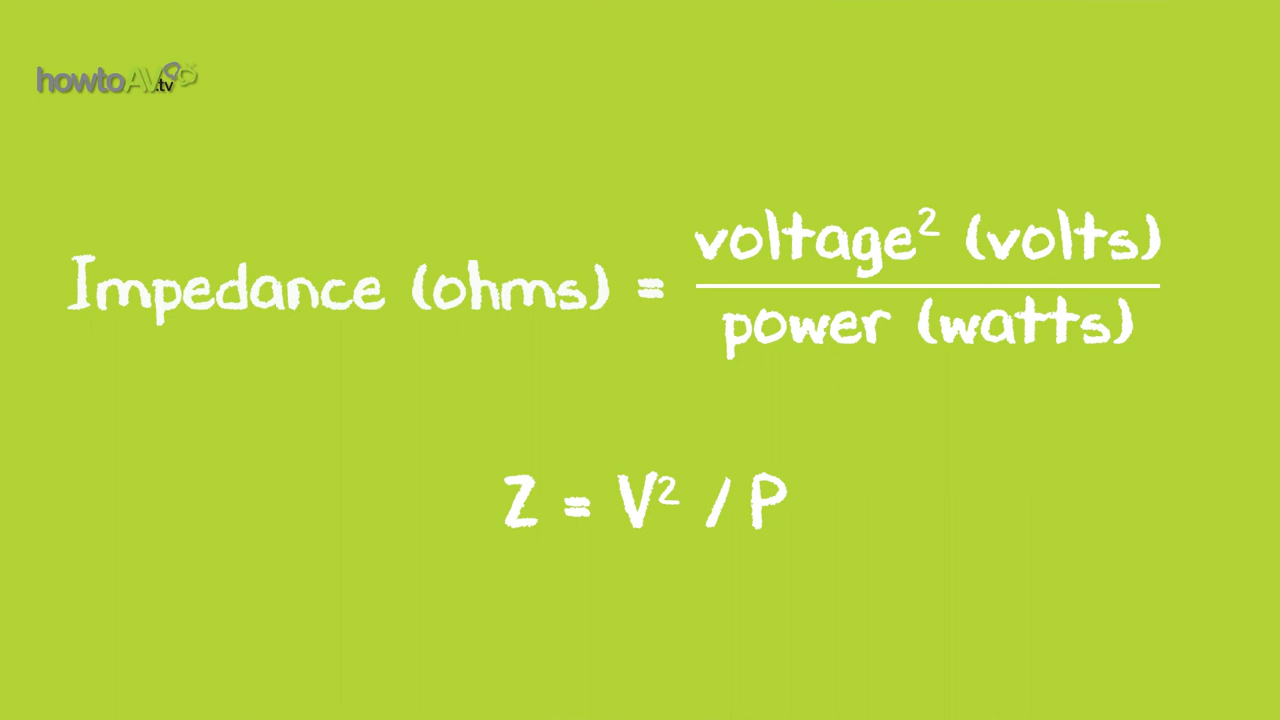 howtoAV.tv
Impedance (ohms) = voltage² (volts)
power (watts)
Z = V² / P